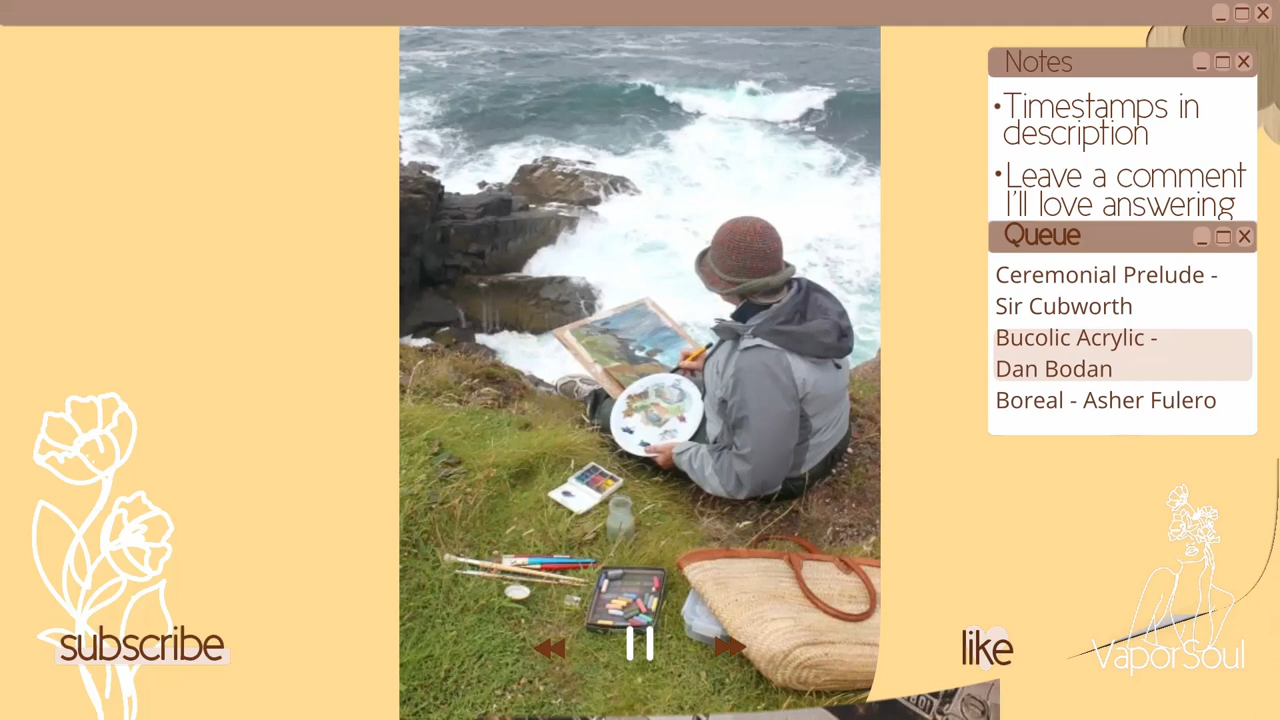 Notes
•Timestamps in
description
•Leave a comment
I'll love answering
Queue
Ceremonial Prelude -
Sir Cubworth
Bucolic Acrylic -
Dan Bodan
Boreal - Asher Fulero
subscribe
like
VaporSoul